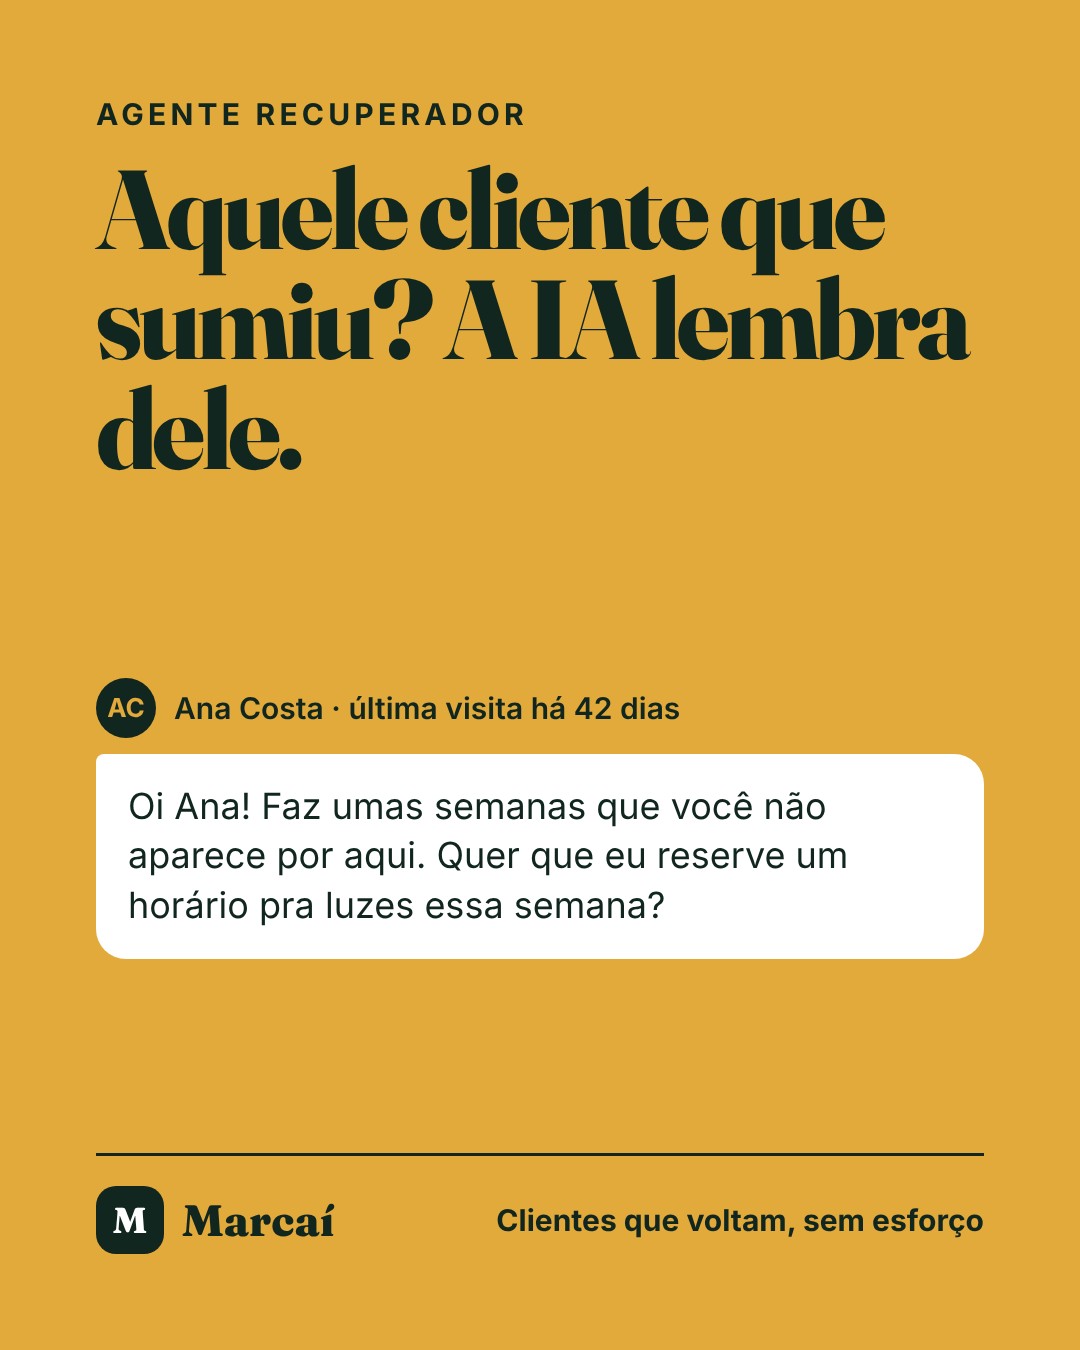 AGENTE RECUPERADOR
Aquele cliente que
sumiu? A IA lembra
dele.
AC
Ana Costa · última visita há 42 dias
Oi Ana! Faz umas semanas que você não
aparece por aqui. Quer que eu reserve um
horário pra luzes essa semana?
M Marcaí
Clientes que voltam, sem esforço